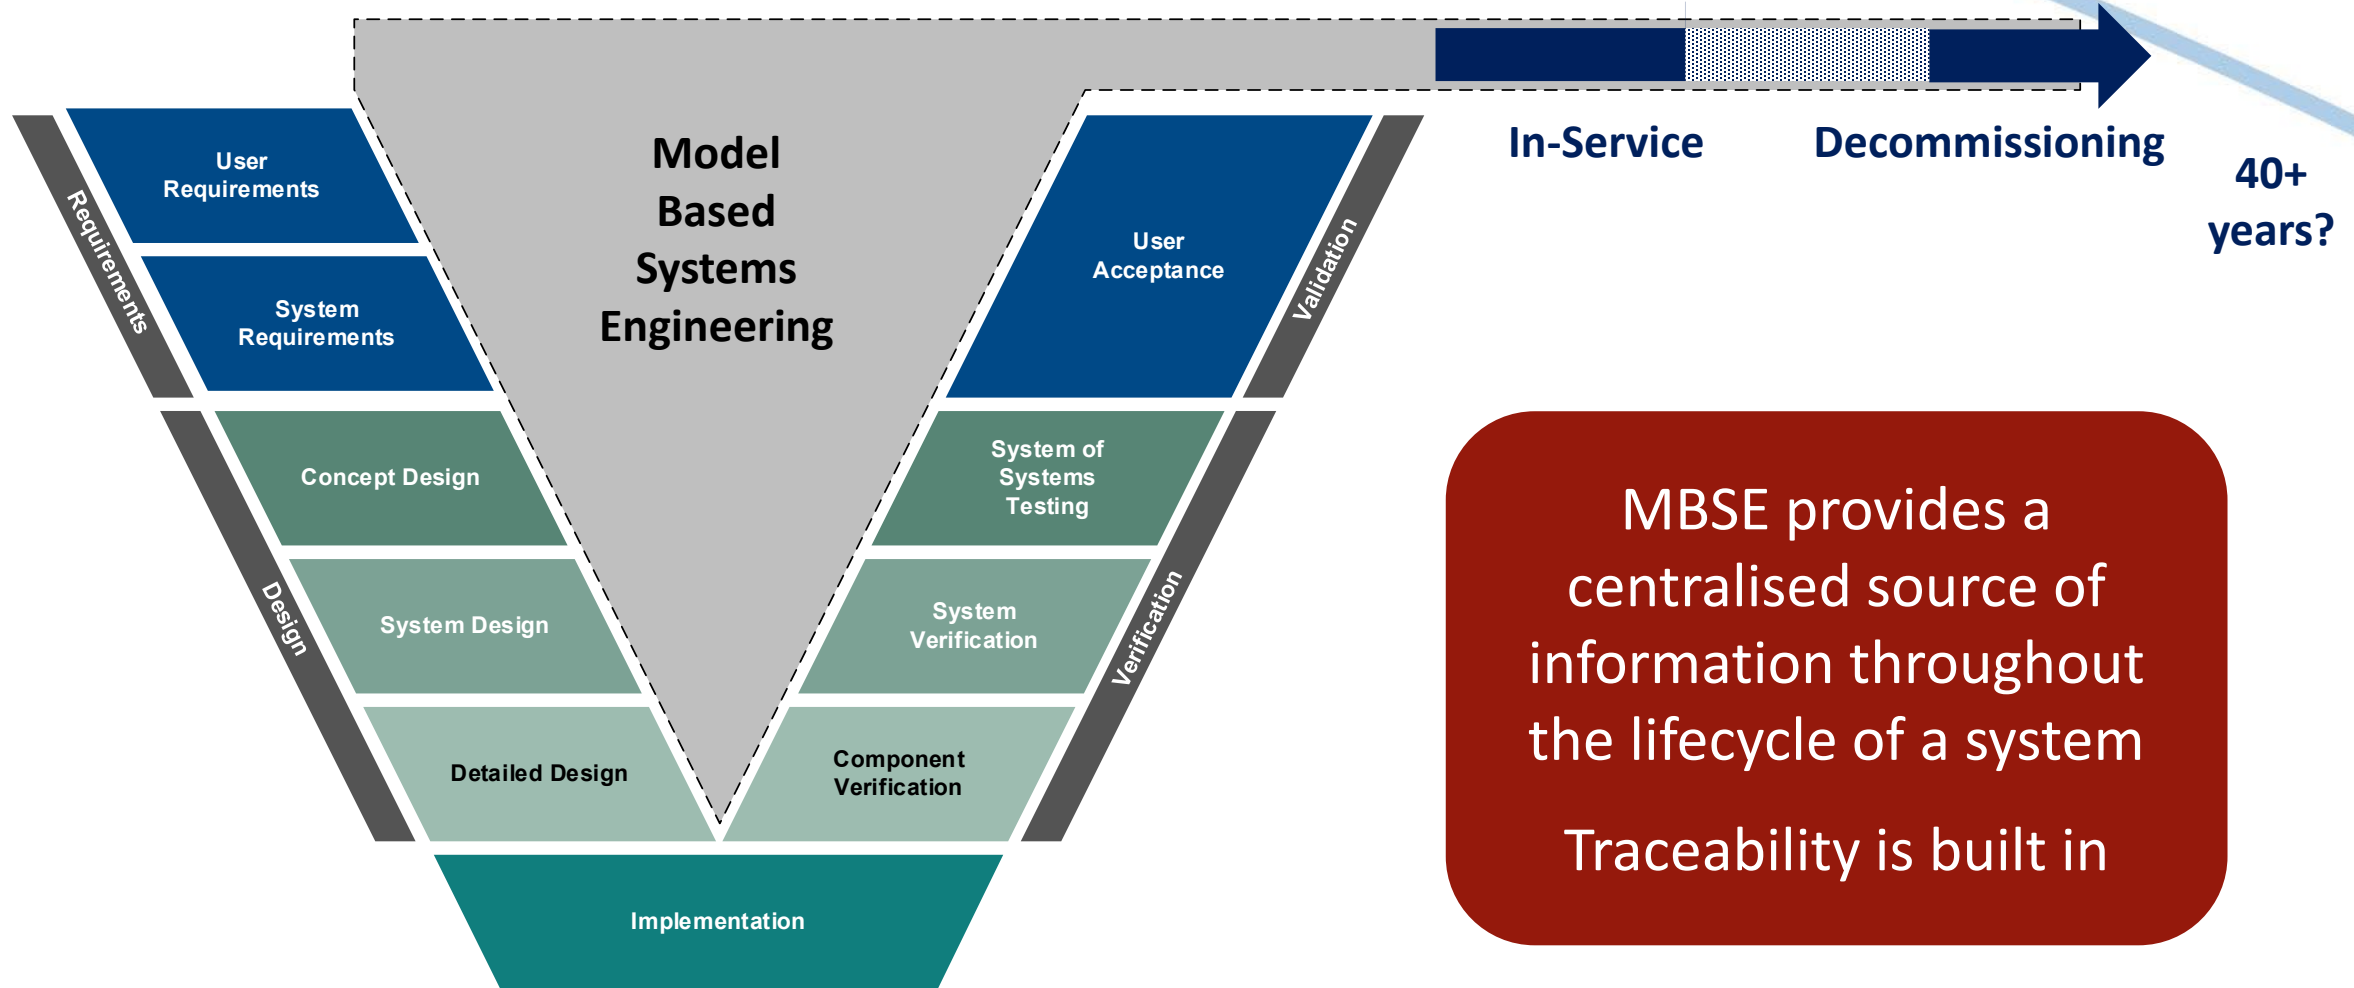 Model
Based
Systems
Engineering
Requirements
User
Requirements
System
Requirements
Design
Concept Design
System Design
Detailed Design
Implementation
Component
Verification
System
Verification
System of
Systems
Testing
Verification
User
Acceptance
Validation
In-Service
Decommissioning
40+
years?
MBSE provides a
centralised source of
information throughout
the lifecycle of a system
Traceability is built in